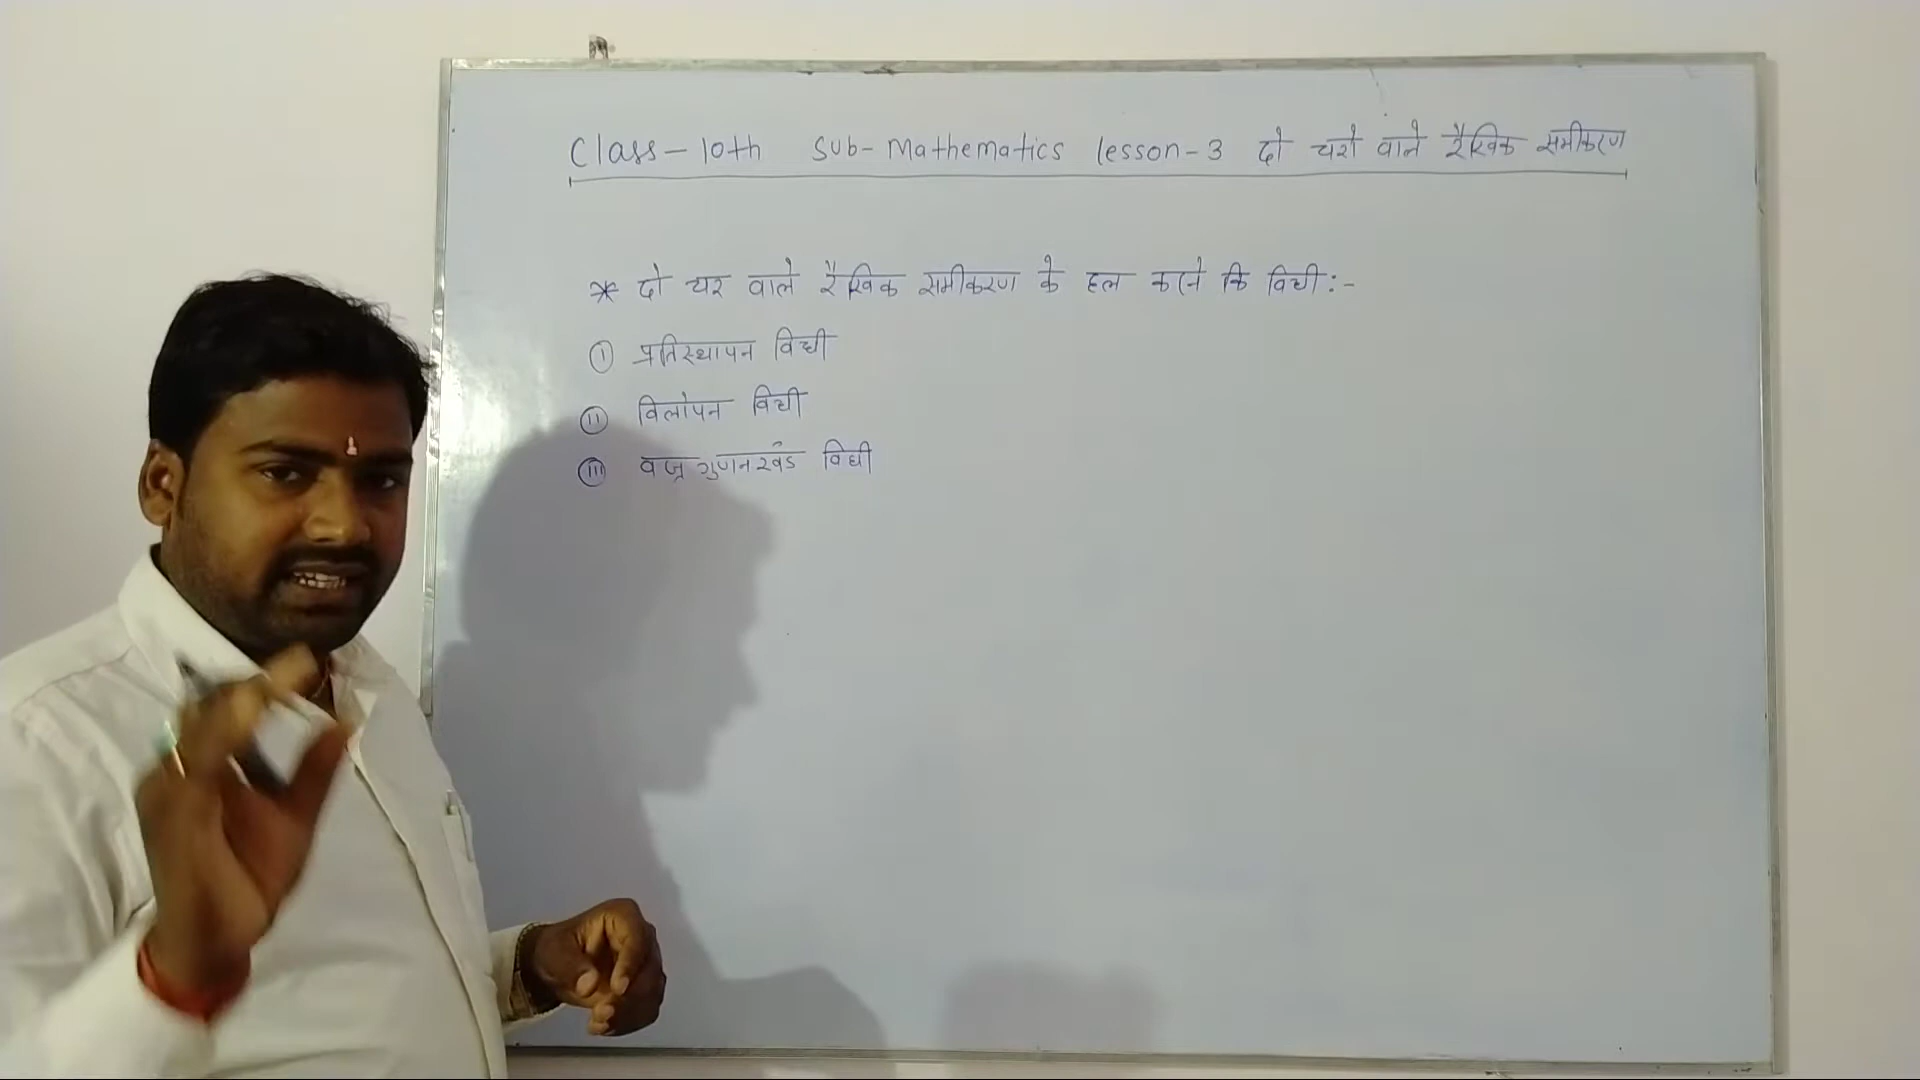 Class-10th Sub-Mathematics lesson-3 दो चरो वाले रैखिक समीकरण
* दो चर वाले रैखिक समीकरण के हल करने कि विधी:-
(I) प्रतिस्थापन विधी
(II) विलोपन विधी
(III) वज्र गुणनखंड विधी